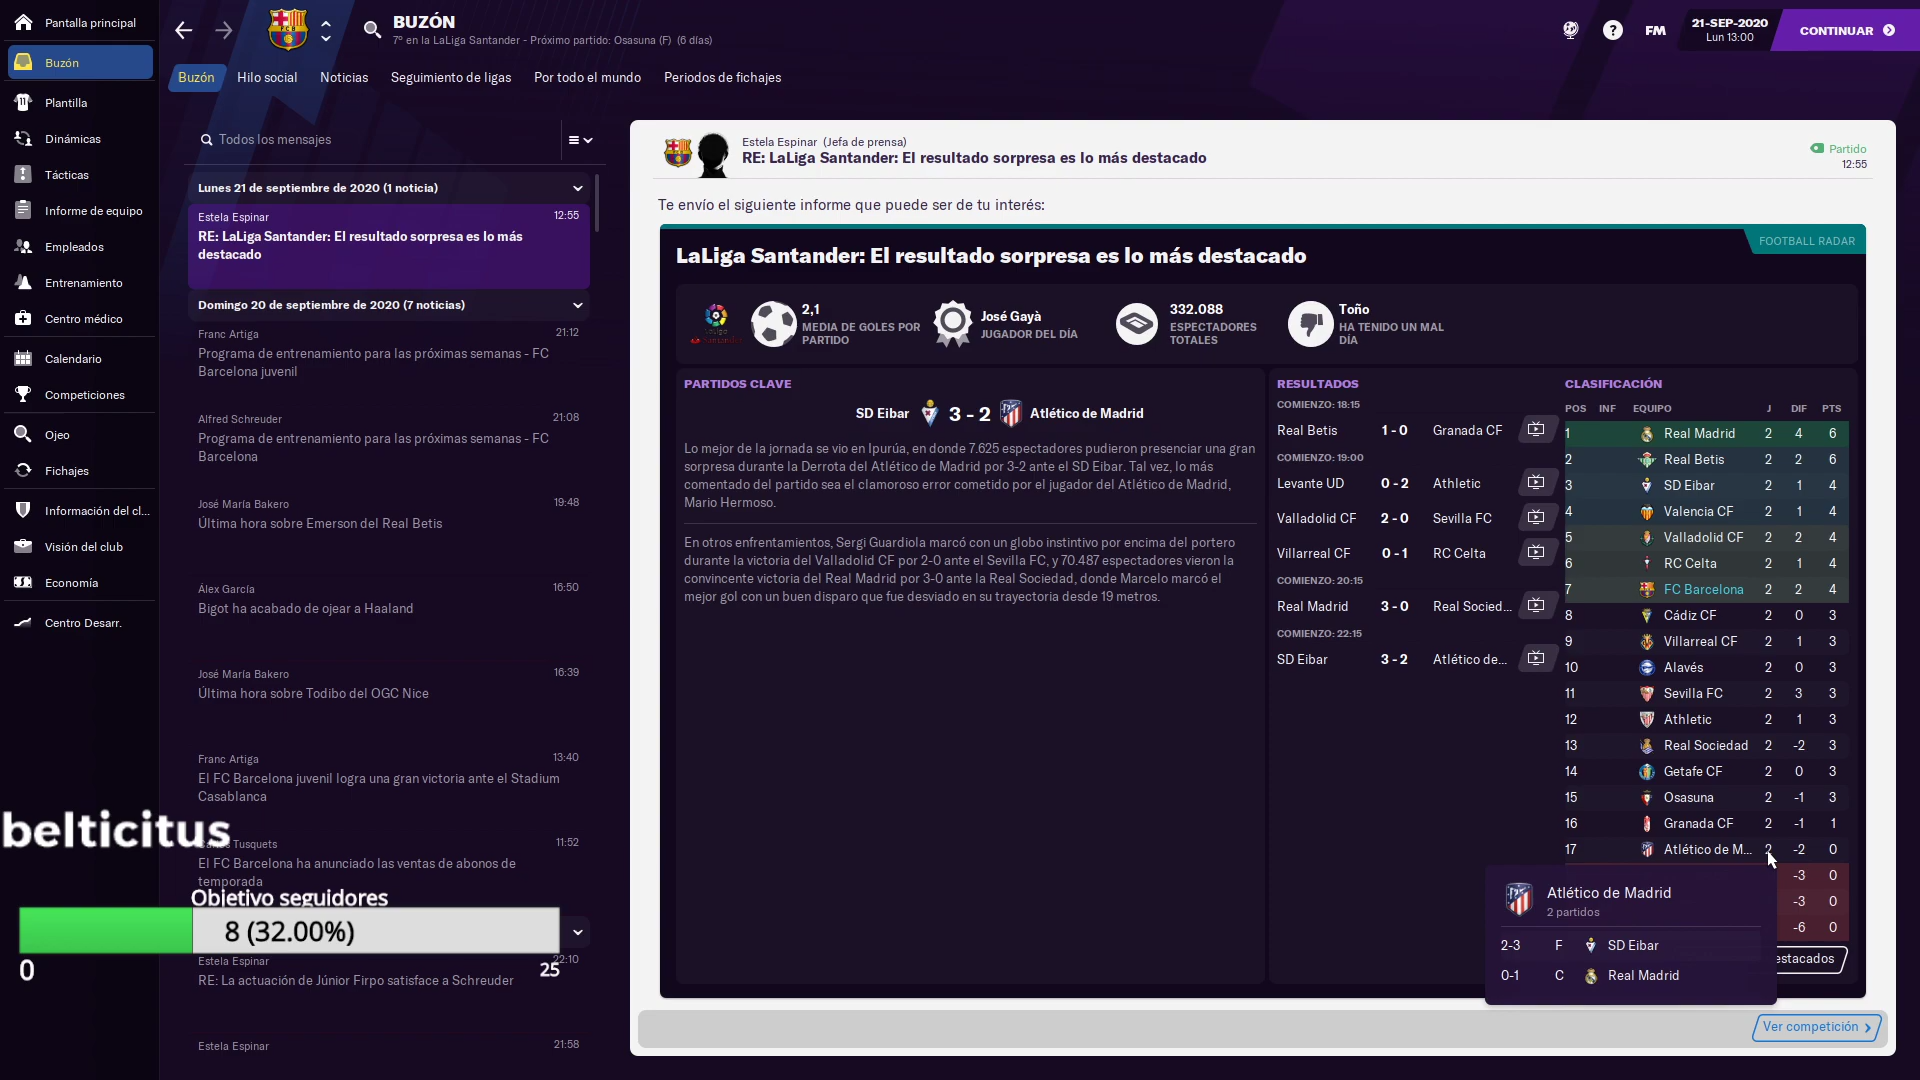 Pantalla principal
Buzón
Plantilla
Dinámicas
Tácticas
Informe de equipo
Empleados
Entrenamiento
Centro médico
Calendario
Competiciones
Ojeo
Fichajes
Información del cl...
Visión del club
Economía
Centro Desarr.
BUZÓN
7º en la LaLiga Santander - Próximo partido: Osasuna (F) (6 días)
FM
21-SEP-2020
Lun 13:00
CONTINUAR
Buzón Hilo social Noticias Seguimiento de ligas Por todo el mundo Periodos de fichajes
Todos los mensajes
Lunes 21 de septiembre de 2020 (1 noticia)
Estela Espinar 12:55
RE: LaLiga Santander: El resultado sorpresa es lo más
destacado
Domingo 20 de septiembre de 2020 (7 noticias)
Franc Artiga 21:12
Programa de entrenamiento para las próximas semanas - FC
Barcelona juvenil
Alfred Schreuder 21:08
Programa de entrenamiento para las próximas semanas - FC
Barcelona
José María Bakero 19:48
Última hora sobre Emerson del Real Betis
Álex García 16:50
Bigot ha acabado de ojear a Haaland
José María Bakero 16:39
Última hora sobre Todibo del OGC Nice
Franc Artiga 13:40
El FC Barcelona juvenil logra una gran victoria ante el Stadium
Casablanca
Tusquets 11:52
El FC Barcelona ha anunciado las ventas de abonos de
temporada
Estela Espinar 22:10
RE: La actuación de Júnior Firpo satisface a Schreuder
Estela Espinar 21:58
belticitus
Objetivo seguidores
8 (32.00%)
0 25
Estela Espinar (Jefa de prensa)
RE: LaLiga Santander: El resultado sorpresa es lo más destacado
Partido
12:55
Te envío el siguiente informe que puede ser de tu interés:
FOOTBALL RADAR
LaLiga Santander: El resultado sorpresa es lo más destacado
2,1
MEDIA DE GOLES POR
PARTIDO
José Gayà
JUGADOR DEL DÍA
332.088
ESPECTADORES
TOTALES
Toño
HA TENIDO UN MAL
DÍA
PARTIDOS CLAVE
SD Eibar 3 - 2 Atlético de Madrid
Lo mejor de la jornada se vio en Ipurúa, en donde 7.625 espectadores pudieron presenciar una gran
sorpresa durante la Derrota del Atlético de Madrid por 3-2 ante el SD Eibar. Tal vez, lo más
comentado del partido sea el clamoroso error cometido por el jugador del Atlético de Madrid,
Mario Hermoso.
En otros enfrentamientos, Sergi Guardiola marcó con un globo instintivo por encima del portero
durante la victoria del Valladolid CF por 2-0 ante el Sevilla FC, y 70.487 espectadores vieron la
convincente victoria del Real Madrid por 3-0 ante la Real Sociedad, donde Marcelo marcó el
mejor gol con un buen disparo que fue desviado en su trayectoria desde 19 metros.
RESULTADOS
COMIENZO: 18:15
Real Betis 1 - 0 Granada CF
COMIENZO: 19:00
Levante UD 0 - 2 Athletic
Valladolid CF 2 - 0 Sevilla FC
Villarreal CF 0 - 1 RC Celta
COMIENZO: 20:15
Real Madrid 3 - 0 Real Socied...
COMIENZO: 22:15
SD Eibar 3 - 2 Atlético de...
CLASIFICACIÓN
POS INF EQUIPO J DIF PTS
1 Real Madrid 2 4 6
2 Real Betis 2 2 6
3 SD Eibar 2 1 4
4 Valencia CF 2 1 4
5 Valladolid CF 2 2 4
6 RC Celta 2 1 4
7 FC Barcelona 2 2 4
8 Cádiz CF 2 0 3
9 Villarreal CF 2 1 3
10 Alavés 2 0 3
11 Sevilla FC 2 3 3
12 Athletic 2 1 3
13 Real Sociedad 2 -2 3
14 Getafe CF 2 0 3
15 Osasuna 2 -1 3
16 Granada CF 2 -1 1
17 Atlético de M... 2 -2 0
-3 0
-3 0
-6 0
estacados
Atlético de Madrid
2 partidos
2-3 F SD Eibar
0-1 C Real Madrid
Ver competición